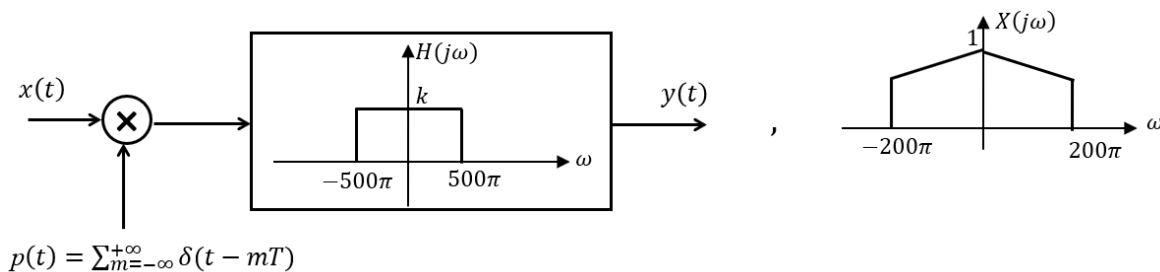 H(jω)
X(jω)
1
x(t)
k
y(t)
,
ω
ω
−500π
500π
−200π
200π
p(t) = ∑_{m=−∞}^{+∞} δ(t − mT)